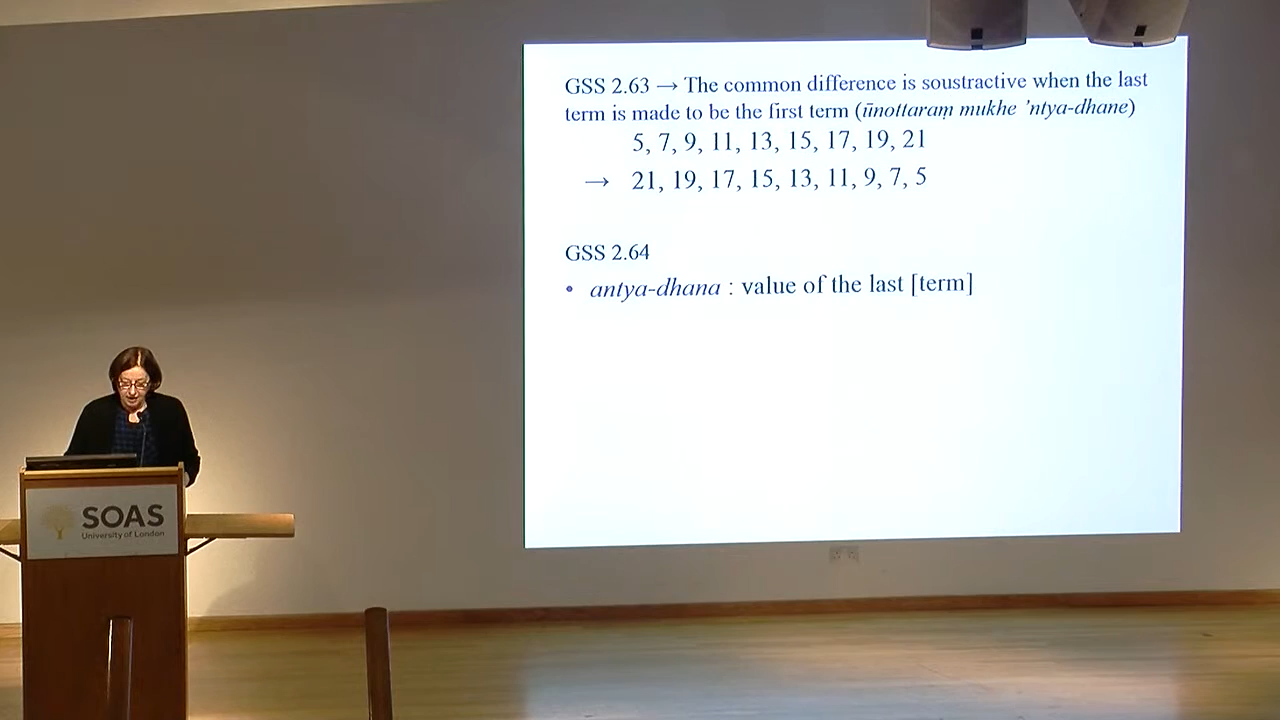 GSS 2.63 → The common difference is soustractive when the last
term is made to be the first term (ūnottaraṃ mukhe ’ntya-dhane)
5, 7, 9, 11, 13, 15, 17, 19, 21
→ 21, 19, 17, 15, 13, 11, 9, 7, 5
GSS 2.64
• antya-dhana : value of the last [term]
SOAS
University of London